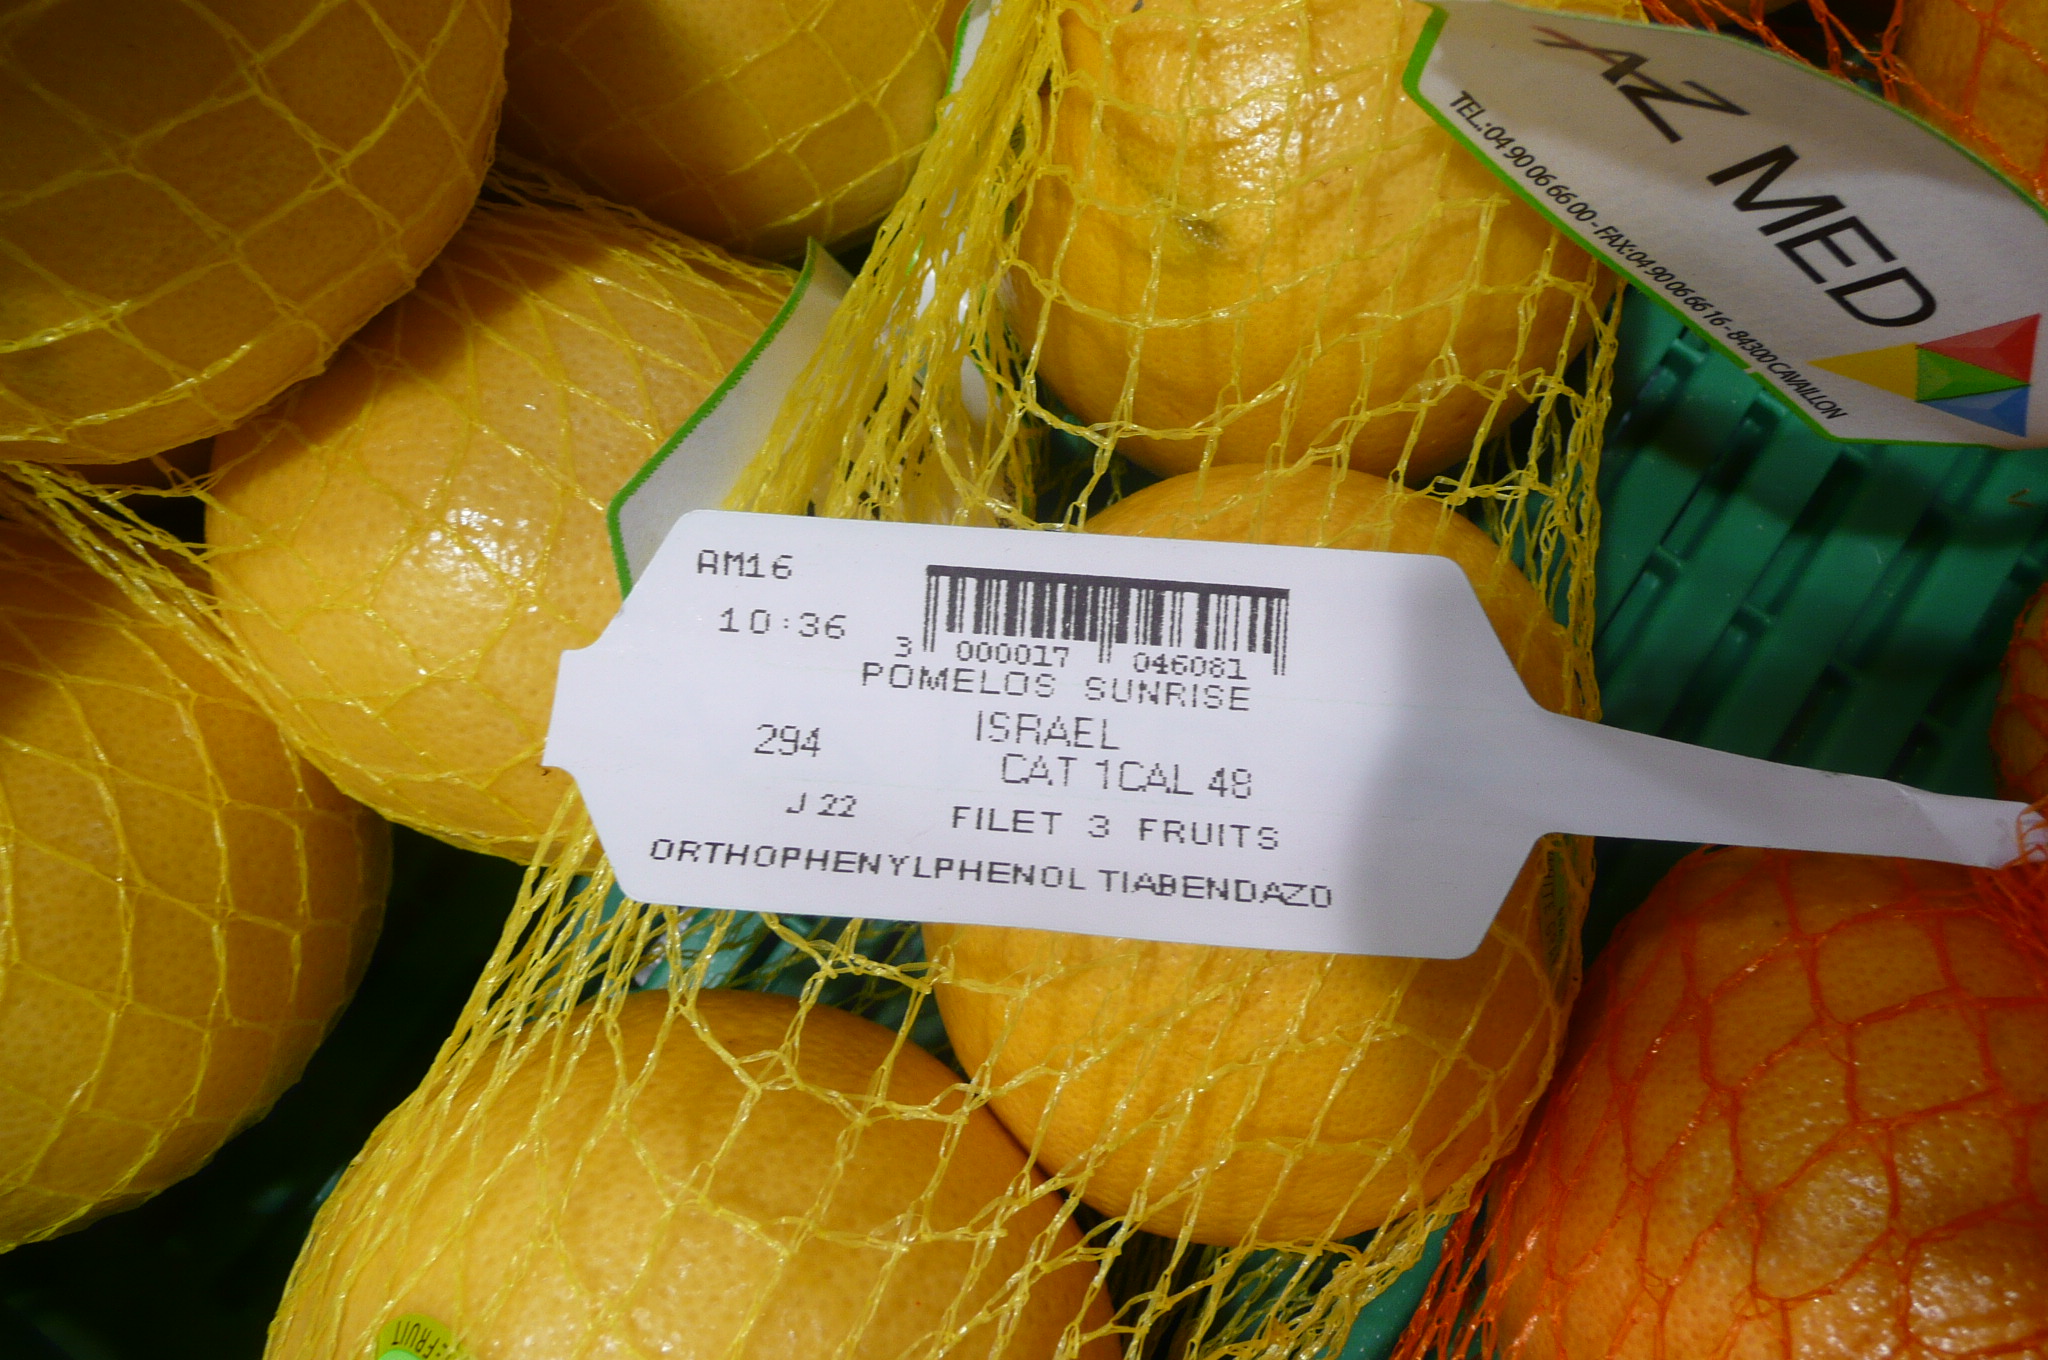 AZ MED
TEL.:04 90 06 66 00 - FAX:04 90 06 66 16 - 84300 CAVAILLON
AM16
10:36
3 000017 046081
POMELOS SUNRISE
ISRAEL
294
CAT 1CAL 48
J 22
FILET 3 FRUITS
ORTHOPHENYLPHENOL TIABENDAZO
FRUIT